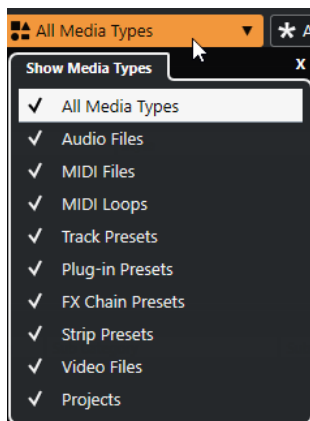 All Media Types
Show Media Types X
All Media Types
Audio Files
MIDI Files
MIDI Loops
Track Presets
Plug-in Presets
FX Chain Presets
Strip Presets
Video Files
Projects